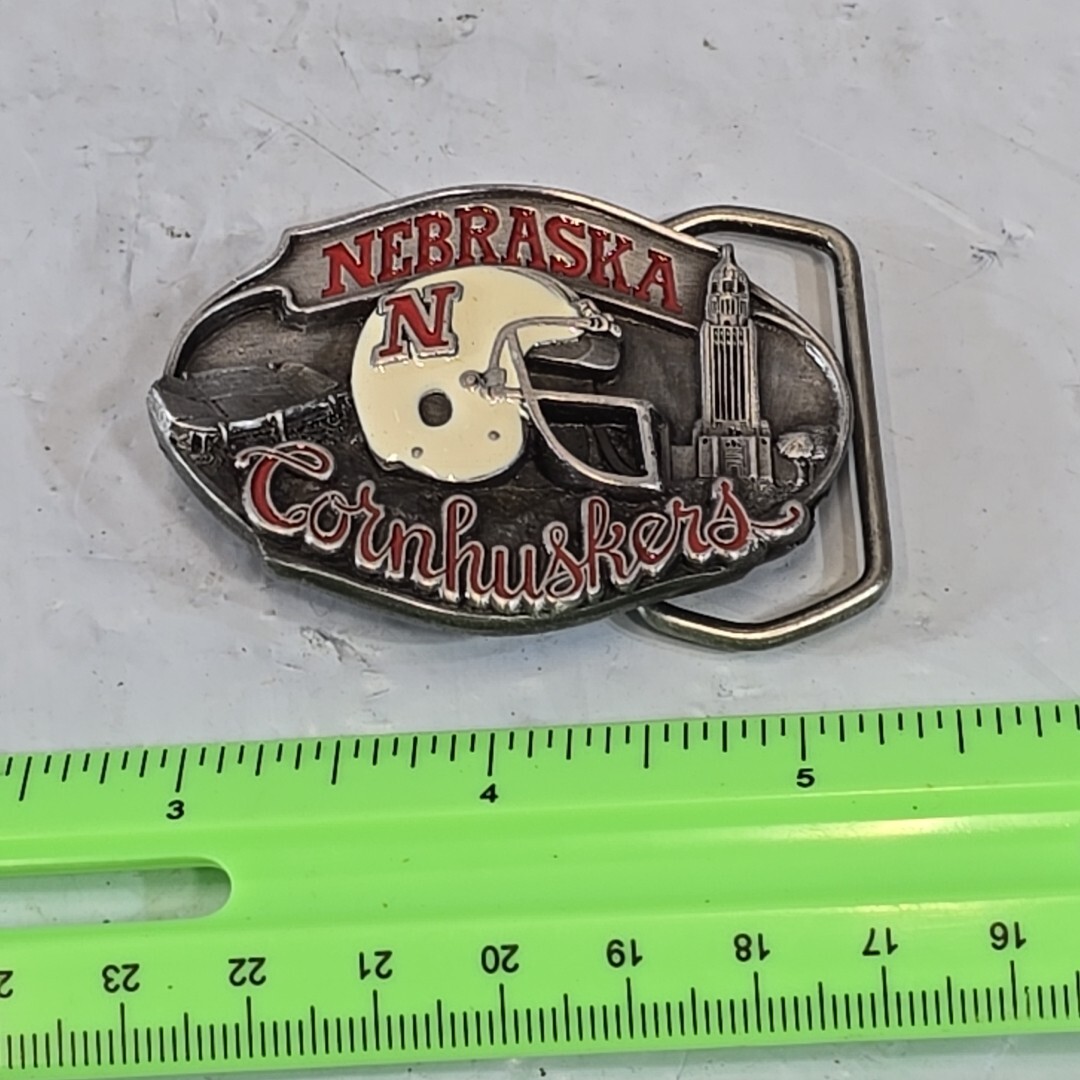 NEBRASKA
N
Cornhuskers
3 4 5
23 22 21 20 19 18 17 16